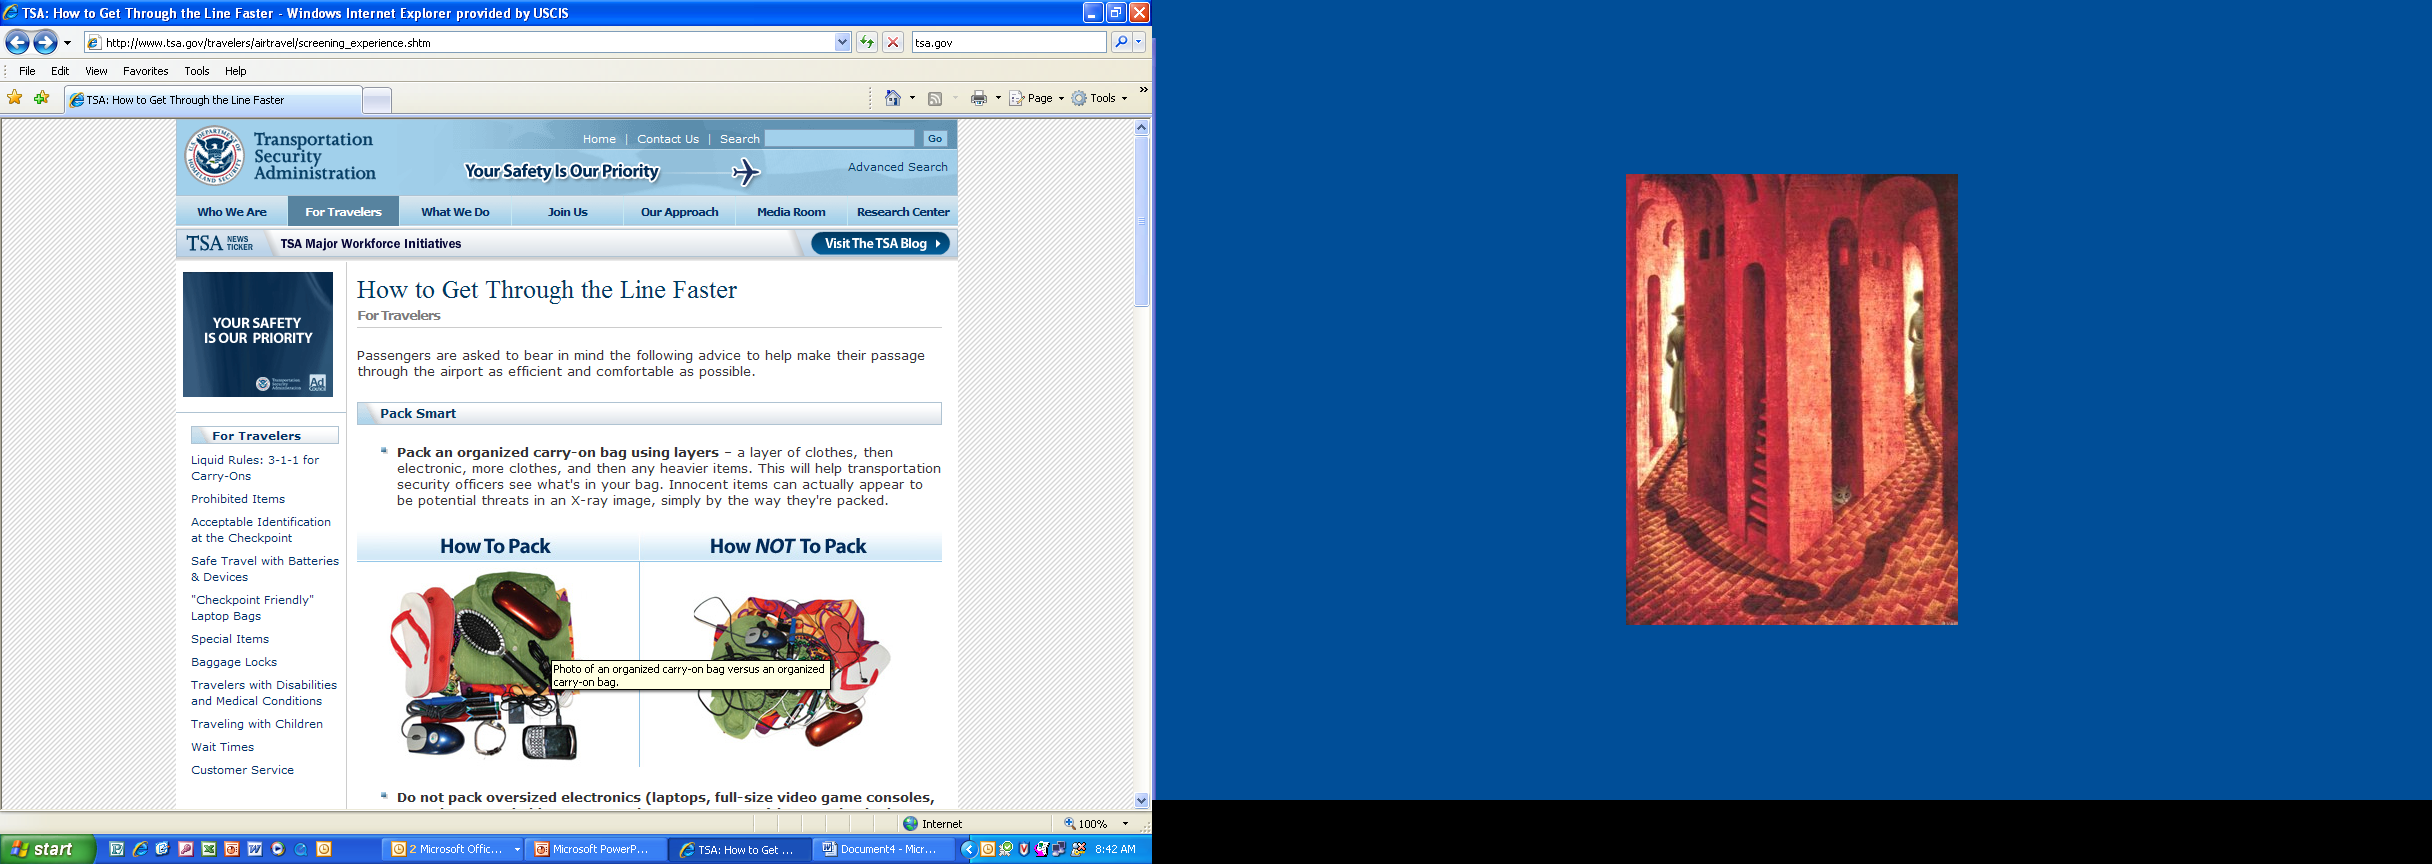 TSA: How to Get Through the Line Faster - Windows Internet Explorer provided by USCIS
http://www.tsa.gov/travelers/airtravel/screening_experience.shtm
tsa.gov
File Edit View Favorites Tools Help
TSA: How to Get Through the Line Faster
Page Tools
Transportation
Security
Administration
Home | Contact Us | Search Go
Your Safety Is Our Priority
Advanced Search
Who We Are For Travelers What We Do Join Us Our Approach Media Room Research Center
TSA NEWS TICKER TSA Major Workforce Initiatives Visit The TSA Blog
YOUR SAFETY
IS OUR PRIORITY
Transportation Security Administration
Ad Council
For Travelers
Liquid Rules: 3-1-1 for
Carry-Ons
Prohibited Items
Acceptable Identification
at the Checkpoint
Safe Travel with Batteries
& Devices
"Checkpoint Friendly"
Laptop Bags
Special Items
Baggage Locks
Travelers with Disabilities
and Medical Conditions
Traveling with Children
Wait Times
Customer Service
How to Get Through the Line Faster
For Travelers
Passengers are asked to bear in mind the following advice to help make their passage
through the airport as efficient and comfortable as possible.
Pack Smart
Pack an organized carry-on bag using layers – a layer of clothes, then
electronic, more clothes, and then any heavier items. This will help transportation
security officers see what's in your bag. Innocent items can actually appear to
be potential threats in an X-ray image, simply by the way they're packed.
How To Pack How NOT To Pack
Photo of an organized carry-on bag versus an organized
carry-on bag.
Do not pack oversized electronics (laptops, full-size video game consoles,
Internet 100%
start 2 Microsoft Offic... Microsoft PowerP... TSA: How to Get ... Document4 - Micr... 8:42 AM